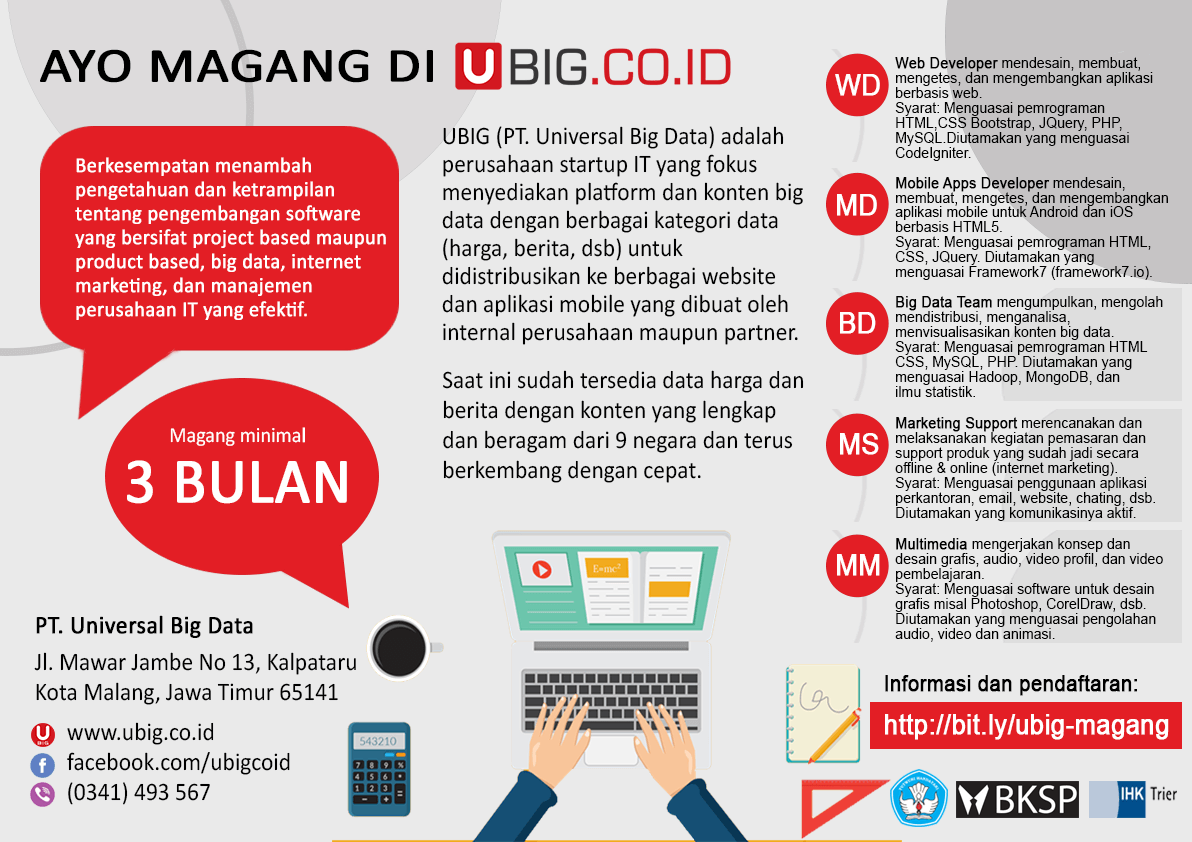 AYO MAGANG DI UBIG.CO.ID
Berkesempatan menambah
pengetahuan dan ketrampilan
tentang pengembangan software
yang bersifat project based maupun
product based, big data, internet
marketing, dan manajemen
perusahaan IT yang efektif.
Magang minimal
3 BULAN
PT. Universal Big Data
Jl. Mawar Jambe No 13, Kalpataru
Kota Malang, Jawa Timur 65141
www.ubig.co.id
facebook.com/ubigcoid
(0341) 493 567
UBIG (PT. Universal Big Data) adalah
perusahaan startup IT yang fokus
menyediakan platform dan konten big
data dengan berbagai kategori data
(harga, berita, dsb) untuk
didistribusikan ke berbagai website
dan aplikasi mobile yang dibuat oleh
internal perusahaan maupun partner.
Saat ini sudah tersedia data harga dan
berita dengan konten yang lengkap
dan beragam dari 9 negara dan terus
berkembang dengan cepat.
E=mc²
543210
WD
Web Developer mendesain, membuat,
mengetes, dan mengembangkan aplikasi
berbasis web.
Syarat: Menguasai pemrograman
HTML,CSS Bootstrap, JQuery, PHP,
MySQL.Diutamakan yang menguasai
CodeIgniter.
MD
Mobile Apps Developer mendesain,
membuat, mengetes, dan mengembangkan
aplikasi mobile untuk Android dan iOS
berbasis HTML5.
Syarat: Menguasai pemrograman HTML,
CSS, JQuery. Diutamakan yang
menguasai Framework7 (framework7.io).
BD
Big Data Team mengumpulkan, mengolah
mendistribusi, menganalisa,
menvisualisasikan konten big data.
Syarat: Menguasai pemrograman HTML
CSS, MySQL, PHP. Diutamakan yang
menguasai Hadoop, MongoDB, dan
ilmu statistik.
MS
Marketing Support merencanakan dan
melaksanakan kegiatan pemasaran dan
support produk yang sudah jadi secara
offline & online (internet marketing).
Syarat: Menguasai penggunaan aplikasi
perkantoran, email, website, chating, dsb.
Diutamakan yang komunikasinya aktif.
MM
Multimedia mengerjakan konsep dan
desain grafis, audio, video profil, dan video
pembelajaran.
Syarat: Menguasai software untuk desain
grafis misal Photoshop, CorelDraw, dsb.
Diutamakan yang menguasai pengolahan
audio, video dan animasi.
Informasi dan pendaftaran:
http://bit.ly/ubig-magang
BKSP
IHK Trier